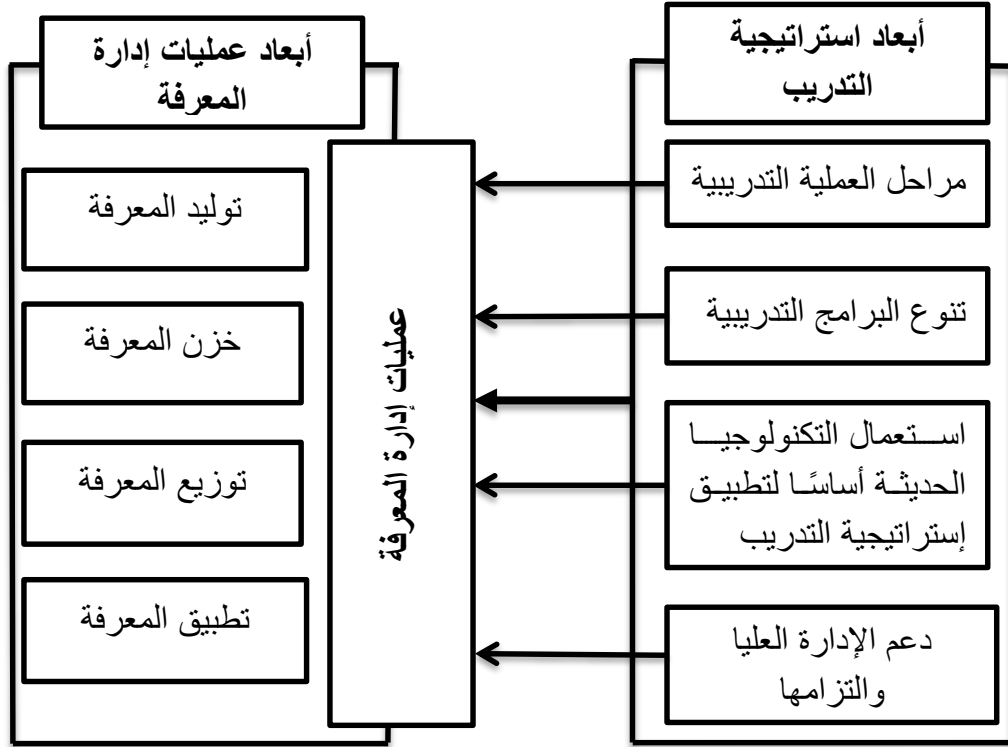 أبعاد استراتيجية
التدريب
مراحل العملية التدريبية
تنوع البرامج التدريبية
استعمال التكنولوجيا
الحديثة أساسًا لتطبيق
إستراتيجية التدريب
دعم الإدارة العليا
والتزامها
عمليات إدارة المعرفة
أبعاد عمليات إدارة
المعرفة
توليد المعرفة
خزن المعرفة
توزيع المعرفة
تطبيق المعرفة